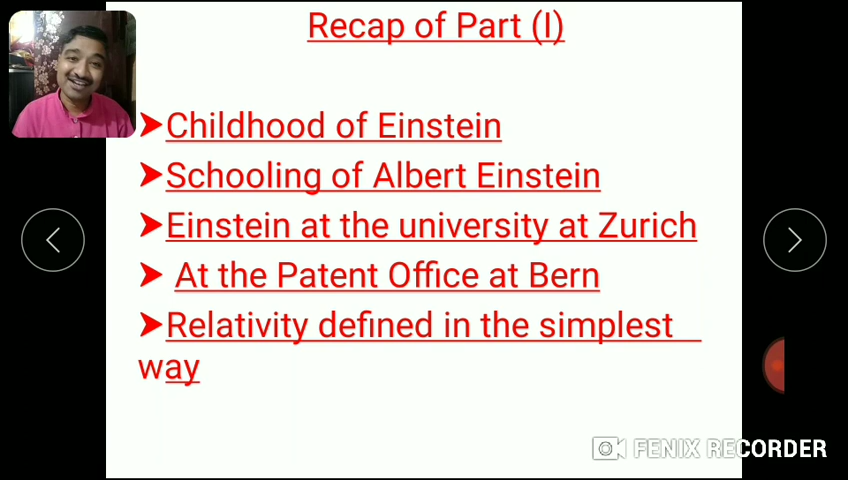 Recap of Part (I)
➤Childhood of Einstein
➤Schooling of Albert Einstein
➤Einstein at the university at Zurich
➤ At the Patent Office at Bern
➤Relativity defined in the simplest
way
FENIX RECORDER